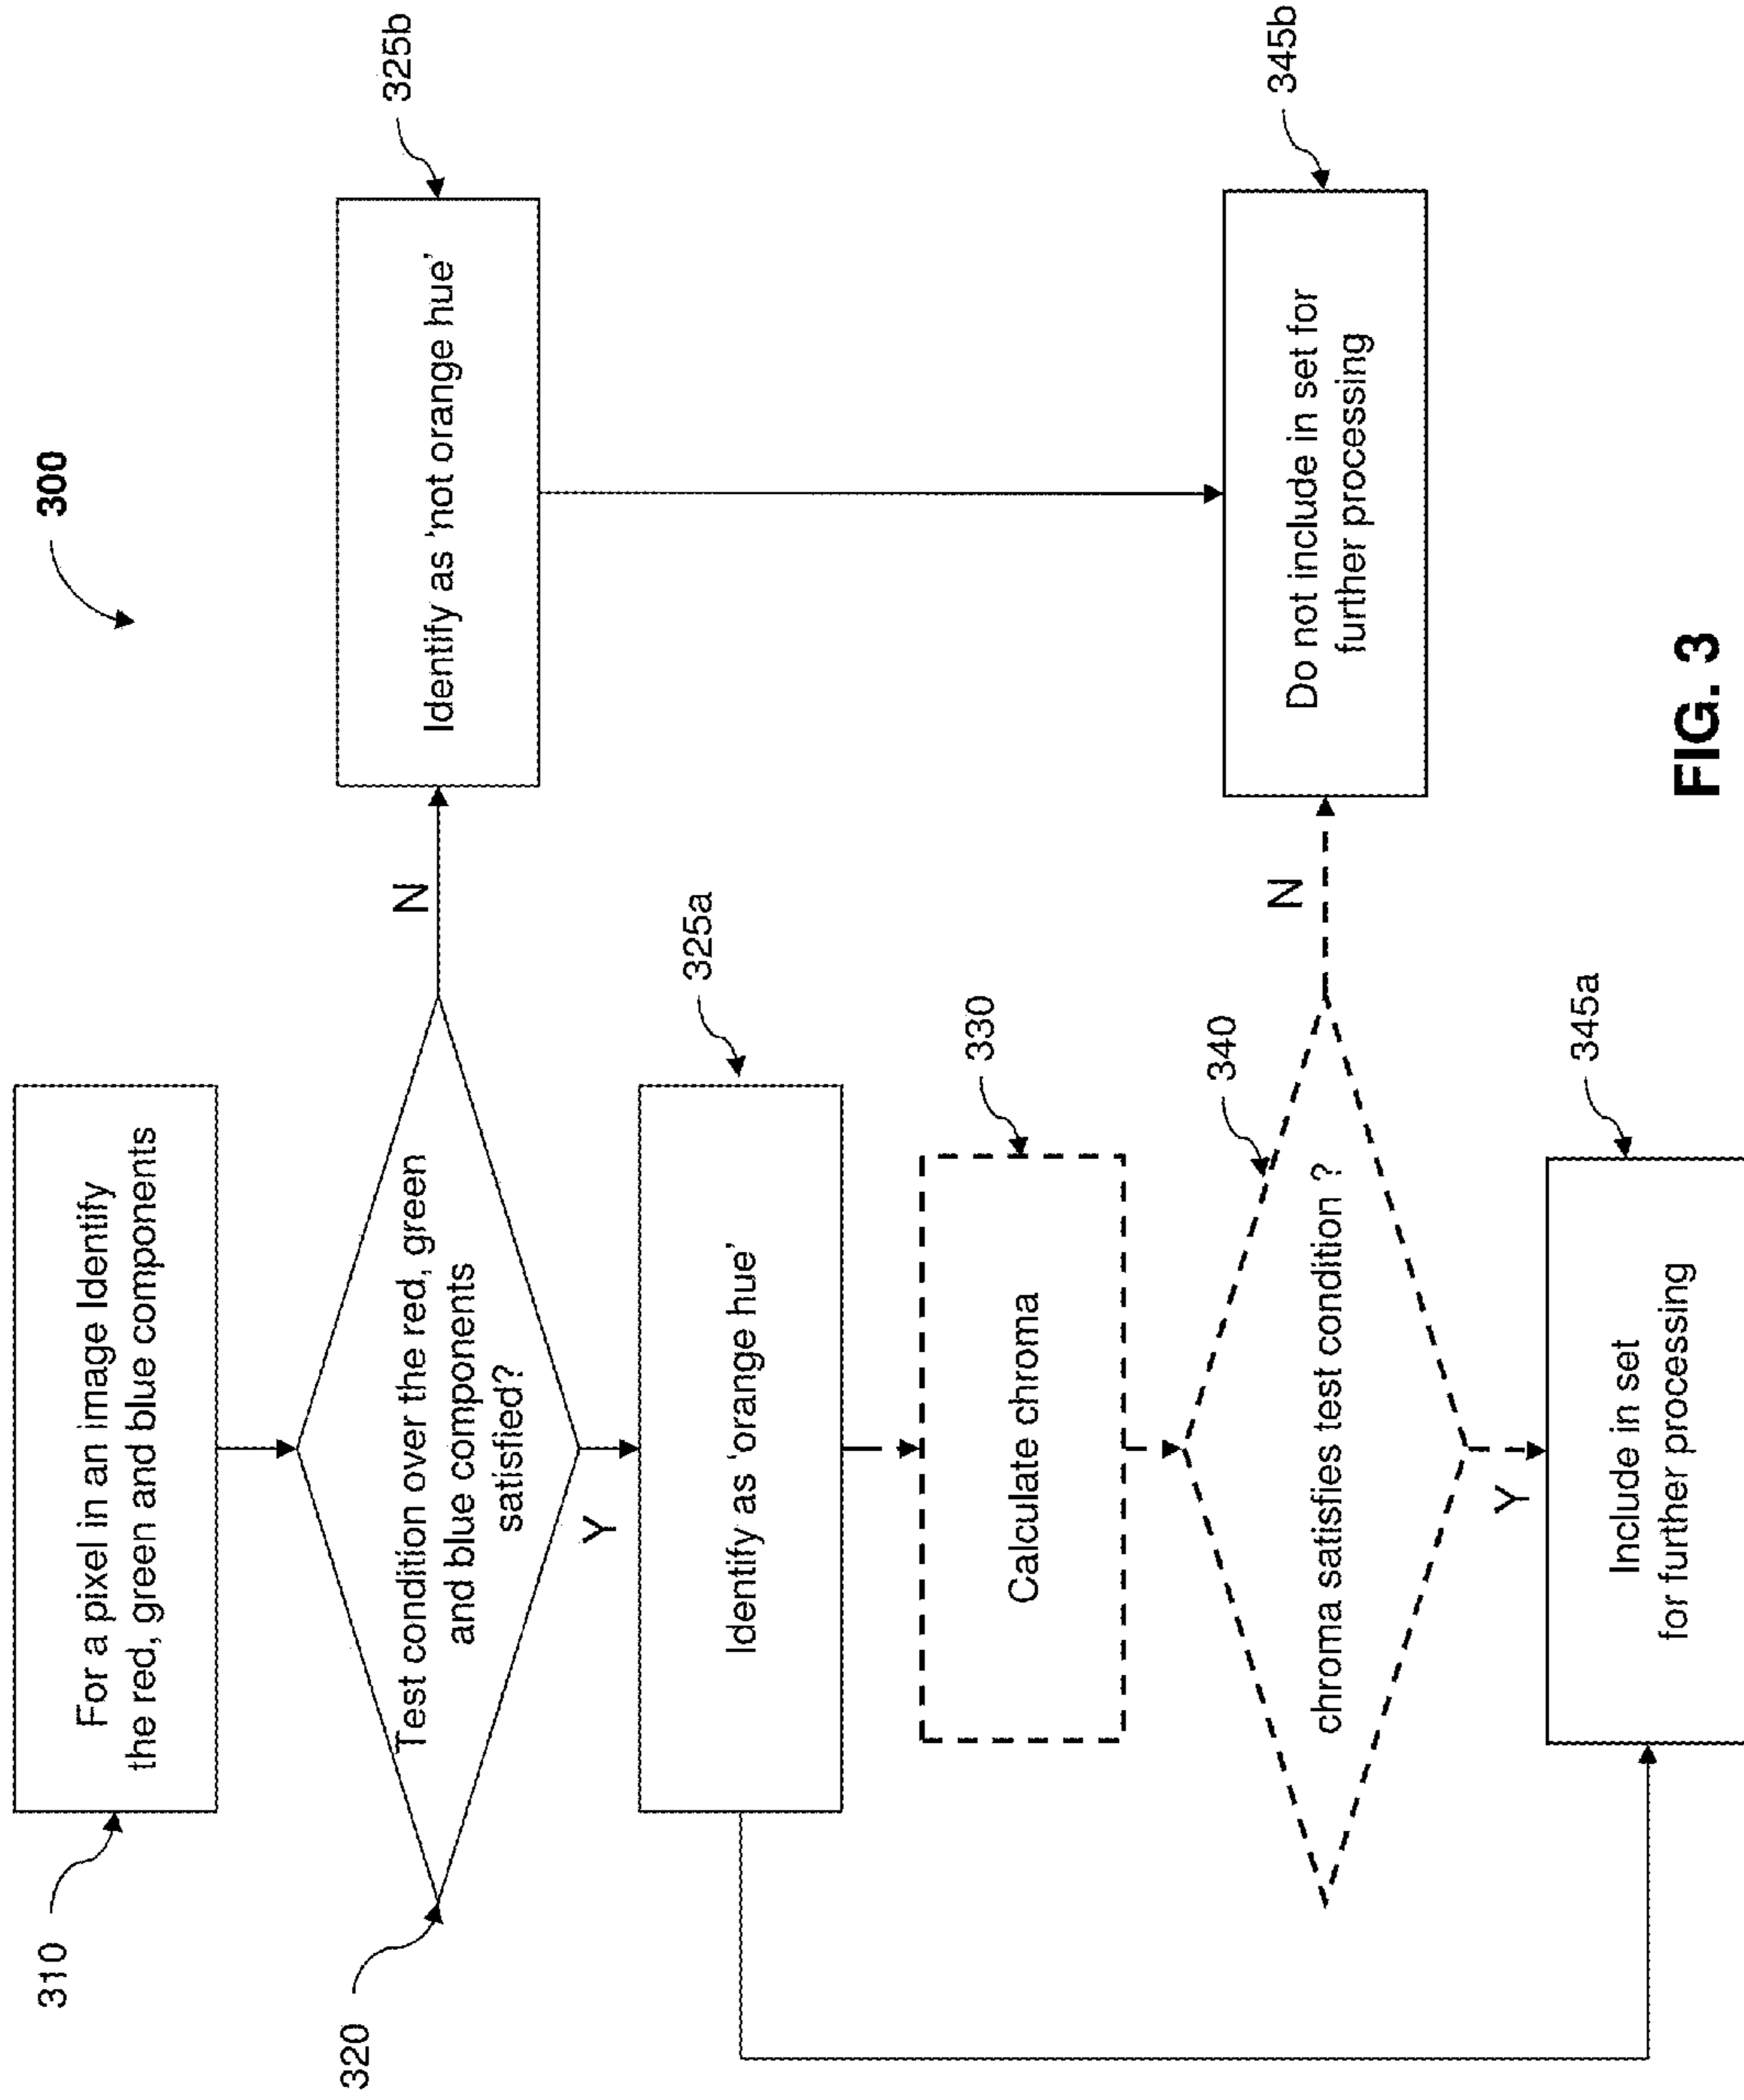 300
310
For a pixel in an image Identify
the red, green and blue components
320
Test condition over the red, green
and blue components
satisfied?
N
325b
Identify as 'not orange hue'
Y
325a
Identify as 'orange hue'
330
Calculate chroma
340
chroma satisfies test condition ?
N
345b
Do not include in set for
further processing
Y
345a
Include in set
for further processing
FIG. 3